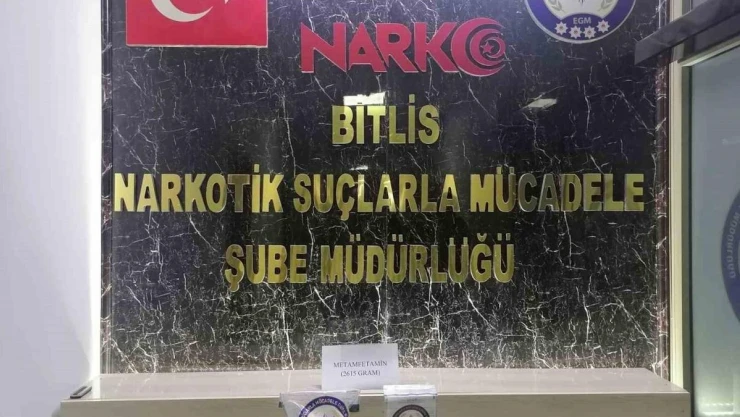 EGM
NARKO
BİTLİS
NARKOTİK SUÇLARLA MÜCADELE
ŞUBE MÜDÜRLÜĞÜ
METAMFETAMİN
(2615 GRAM)